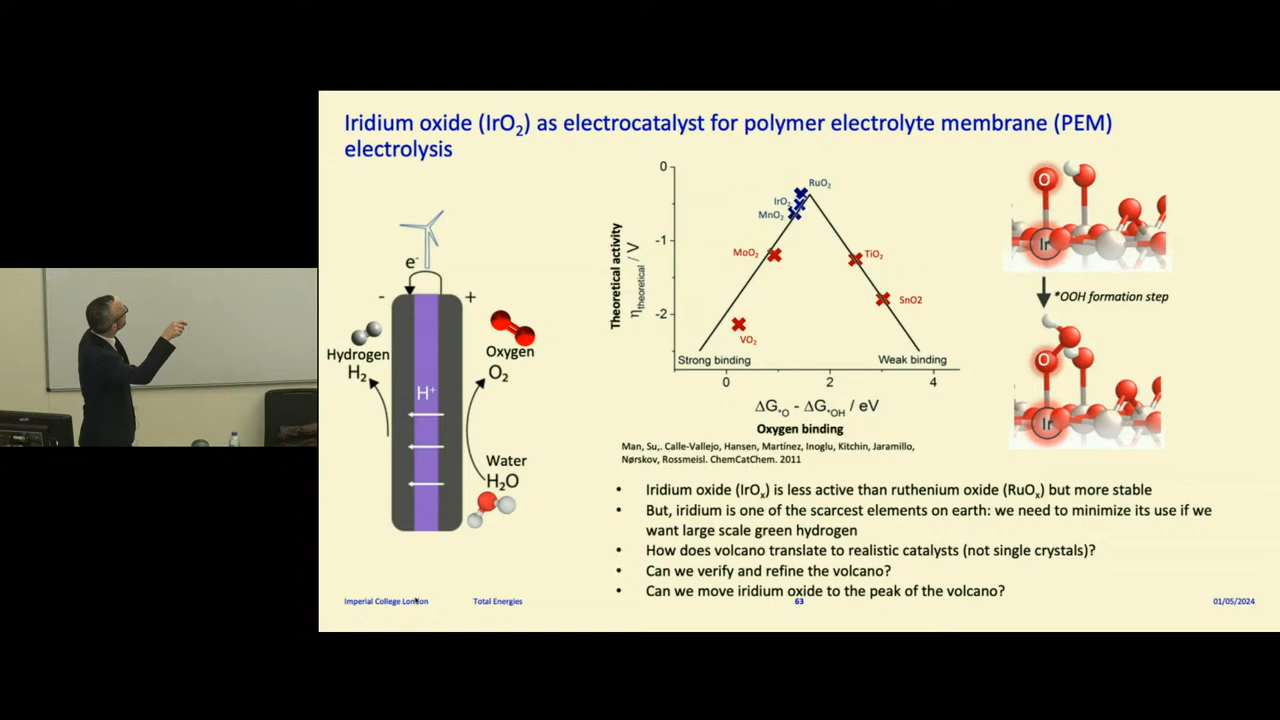 Iridium oxide (IrO₂) as electrocatalyst for polymer electrolyte membrane (PEM)
electrolysis
e⁻
-
+
Hydrogen
H₂
Oxygen
O₂
H⁺
Water
H₂O
Theoretical activity
ηtheoretical / V
0
-1
-2
RuO₂
IrO₂
MnO₂
MoO₂
TiO₂
SnO2
VO₂
Strong binding
Weak binding
0
2
4
ΔG*O - ΔG*OH / eV
Oxygen binding
Man, Su,. Calle-Vallejo, Hansen, Martínez, Inoglu, Kitchin, Jaramillo,
Nørskov, Rossmeisl. ChemCatChem. 2011
O
Ir
*OOH formation step
O
Ir
• Iridium oxide (IrOₓ) is less active than ruthenium oxide (RuOₓ) but more stable
• But, iridium is one of the scarcest elements on earth: we need to minimize its use if we
want large scale green hydrogen
• How does volcano translate to realistic catalysts (not single crystals)?
• Can we verify and refine the volcano?
• Can we move iridium oxide to the peak of the volcano?
Imperial College London
Total Energies
63
01/05/2024